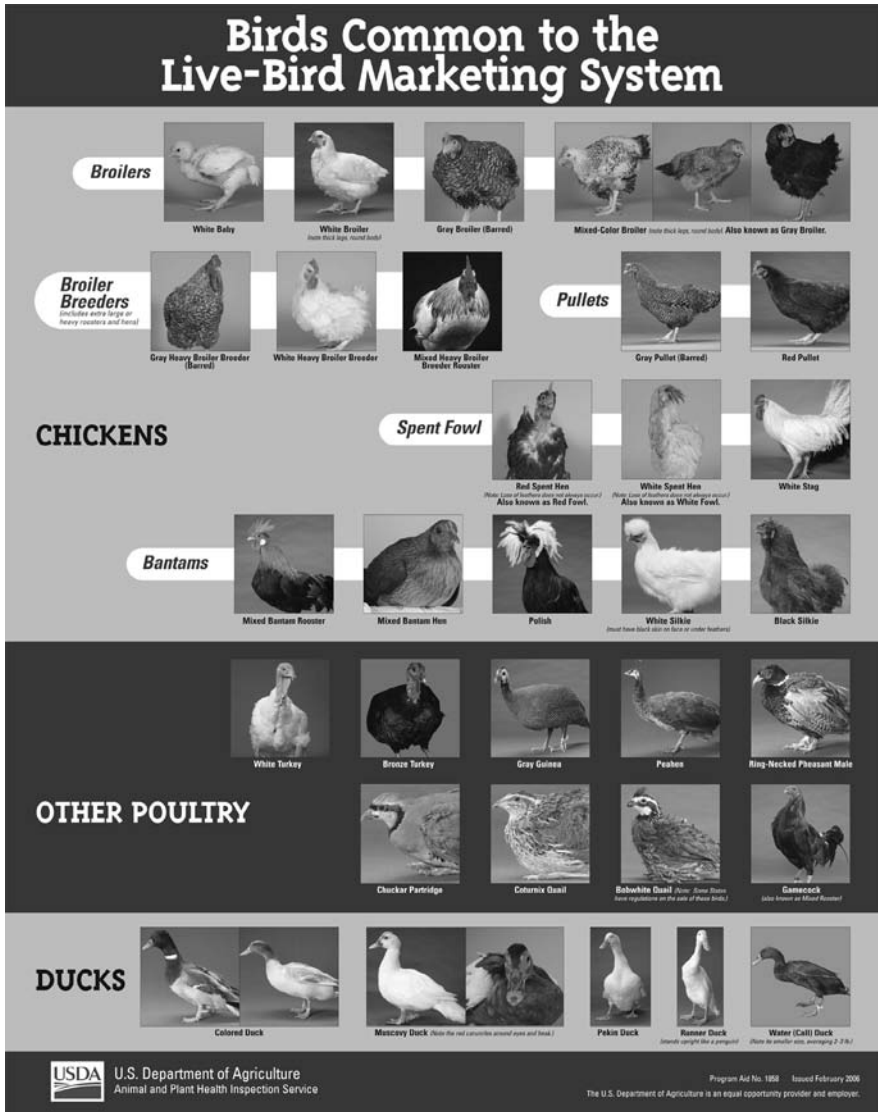 Birds Common to the
Live-Bird Marketing System
Broilers
White Baby
White Broiler
(note thick legs, round body)
Gray Broiler (Barred)
Mixed-Color Broiler (note thick legs, round body) Also known as Gray Broiler.
Broiler
Breeders
(includes extra large or
heavy roosters and hens)
Gray Heavy Broiler Breeder
(Barred)
White Heavy Broiler Breeder
Mixed Heavy Broiler
Breeder Rooster
Pullets
Gray Pullet (Barred)
Red Pullet
CHICKENS
Spent Fowl
Red Spent Hen
(Note: Loss of feathers does not always occur.)
Also known as Red Fowl.
White Spent Hen
(Note: Loss of feathers does not always occur.)
Also known as White Fowl.
White Stag
Bantams
Mixed Bantam Rooster
Mixed Bantam Hen
Polish
White Silkie
(must have black skin on face or under feathers)
Black Silkie
White Turkey
Bronze Turkey
Gray Guinea
Peahen
Ring-Necked Pheasant Male
OTHER POULTRY
Chuckar Partridge
Coturnix Quail
Bobwhite Quail (Note: Some States
have regulations on the sale of these birds.)
Gamecock
(also known as Mixed Rooster)
DUCKS
Colored Duck
Muscovy Duck (Note the red caruncles around eyes and beak.)
Pekin Duck
Runner Duck
(stands upright like a penguin)
Water (Call) Duck
(Note its smaller size, averaging 2-3 lb.)
USDA
U.S. Department of Agriculture
Animal and Plant Health Inspection Service
Program Aid No. 1858 Issued February 2006
The U.S. Department of Agriculture is an equal opportunity provider and employer.